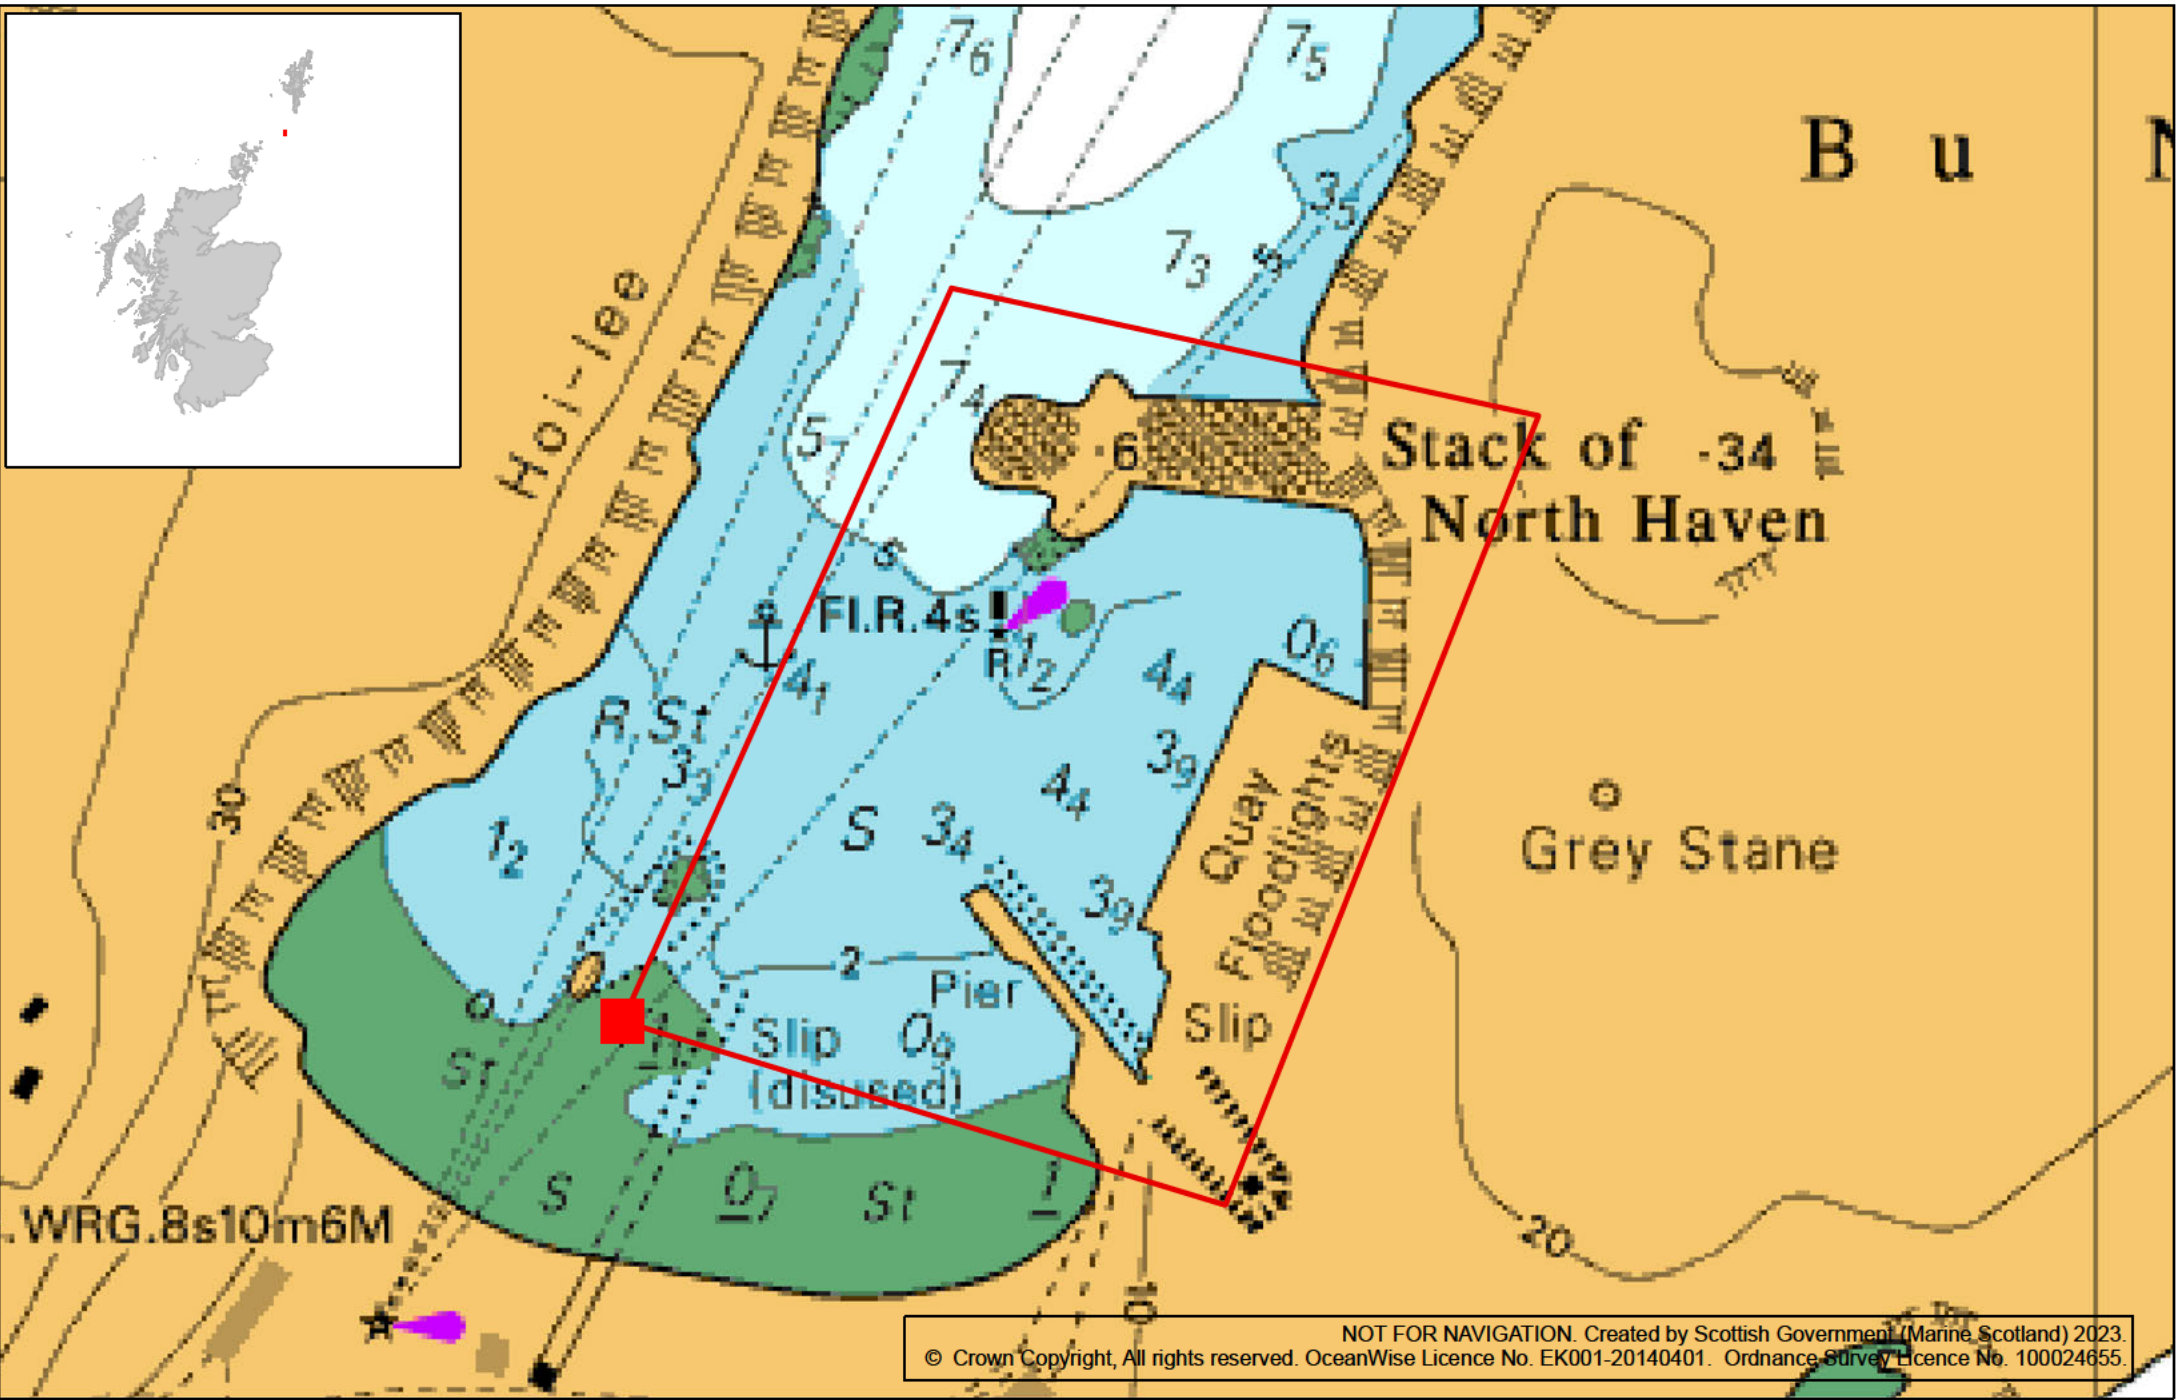 7₆
7₅
B u N
3₅
7₃
5
Hoi-lee
7₄
5₇
·6
Stack of ·34
North Haven
5
Fl.R.4s
R
1₂
0₆
4₁
4₄
R.St
3₃
3₉
4₄
Quay
Floodlights
30
1₂
S
3₄
Grey Stane
3₉
2
Pier
Slip
(disused)
0₉
Slip
St
S
0₇
St
1
.WRG.8s10m6M
20
10
NOT FOR NAVIGATION. Created by Scottish Government (Marine Scotland) 2023.
© Crown Copyright, All rights reserved. OceanWise Licence No. EK001-20140401. Ordnance Survey Licence No. 100024655.